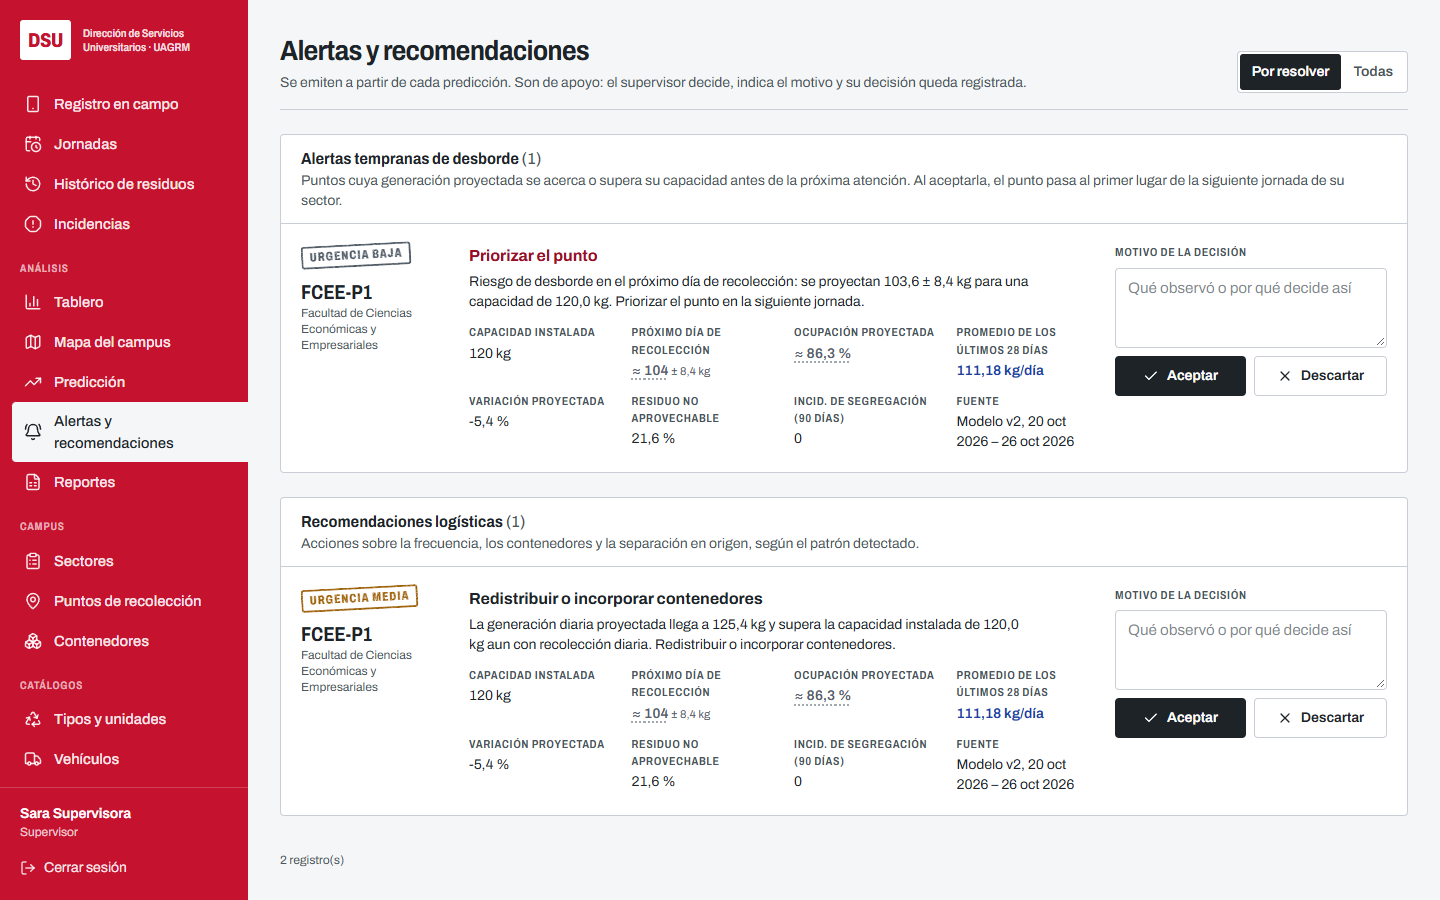 DSU
Dirección de Servicios
Universitarios · UAGRM
Registro en campo
Jornadas
Histórico de residuos
Incidencias
ANÁLISIS
Tablero
Mapa del campus
Predicción
Alertas y
recomendaciones
Reportes
CAMPUS
Sectores
Puntos de recolección
Contenedores
CATÁLOGOS
Tipos y unidades
Vehículos
Sara Supervisora
Supervisor
Cerrar sesión
Alertas y recomendaciones
Se emiten a partir de cada predicción. Son de apoyo: el supervisor decide, indica el motivo y su decisión queda registrada.
Por resolver
Todas
Alertas tempranas de desborde (1)
Puntos cuya generación proyectada se acerca o supera su capacidad antes de la próxima atención. Al aceptarla, el punto pasa al primer lugar de la siguiente jornada de su
sector.
URGENCIA BAJA
FCEE-P1
Facultad de Ciencias
Económicas y
Empresariales
Priorizar el punto
Riesgo de desborde en el próximo día de recolección: se proyectan 103,6 ± 8,4 kg para una
capacidad de 120,0 kg. Priorizar el punto en la siguiente jornada.
CAPACIDAD INSTALADA
120 kg
PRÓXIMO DÍA DE
RECOLECCIÓN
≈ 104 ± 8,4 kg
OCUPACIÓN PROYECTADA
≈ 86,3 %
PROMEDIO DE LOS
ÚLTIMOS 28 DÍAS
111,18 kg/día
VARIACIÓN PROYECTADA
-5,4 %
RESIDUO NO
APROVECHABLE
21,6 %
INCID. DE SEGREGACIÓN
(90 DÍAS)
0
FUENTE
Modelo v2, 20 oct
2026 – 26 oct 2026
MOTIVO DE LA DECISIÓN
Qué observó o por qué decide así
Aceptar
Descartar
Recomendaciones logísticas (1)
Acciones sobre la frecuencia, los contenedores y la separación en origen, según el patrón detectado.
URGENCIA MEDIA
FCEE-P1
Facultad de Ciencias
Económicas y
Empresariales
Redistribuir o incorporar contenedores
La generación diaria proyectada llega a 125,4 kg y supera la capacidad instalada de 120,0
kg aun con recolección diaria. Redistribuir o incorporar contenedores.
CAPACIDAD INSTALADA
120 kg
PRÓXIMO DÍA DE
RECOLECCIÓN
≈ 104 ± 8,4 kg
OCUPACIÓN PROYECTADA
≈ 86,3 %
PROMEDIO DE LOS
ÚLTIMOS 28 DÍAS
111,18 kg/día
VARIACIÓN PROYECTADA
-5,4 %
RESIDUO NO
APROVECHABLE
21,6 %
INCID. DE SEGREGACIÓN
(90 DÍAS)
0
FUENTE
Modelo v2, 20 oct
2026 – 26 oct 2026
MOTIVO DE LA DECISIÓN
Qué observó o por qué decide así
Aceptar
Descartar
2 registro(s)